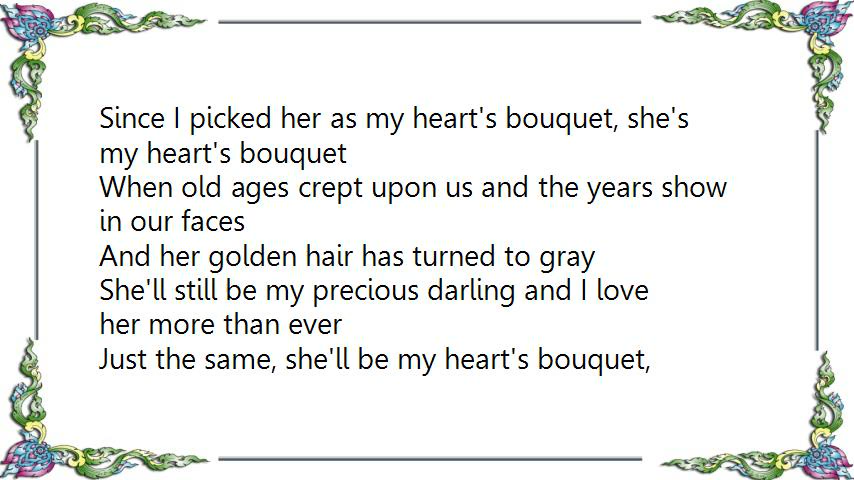 Since I picked her as my heart's bouquet, she's
my heart's bouquet
When old ages crept upon us and the years show
in our faces
And her golden hair has turned to gray
She'll still be my precious darling and I love
her more than ever
Just the same, she'll be my heart's bouquet,